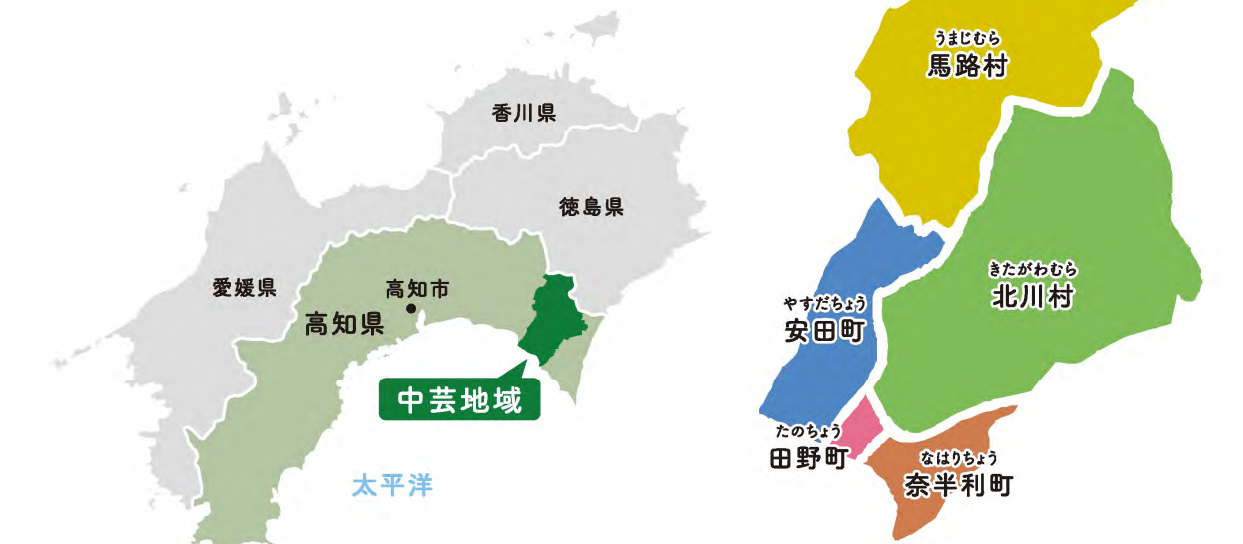 香川県
徳島県
愛媛県
高知市
高知県
中芸地域
太平洋
うまじむら
馬路村
きたがわむら
北川村
やすだちょう
安田町
たのちょう
田野町
なはりちょう
奈半利町